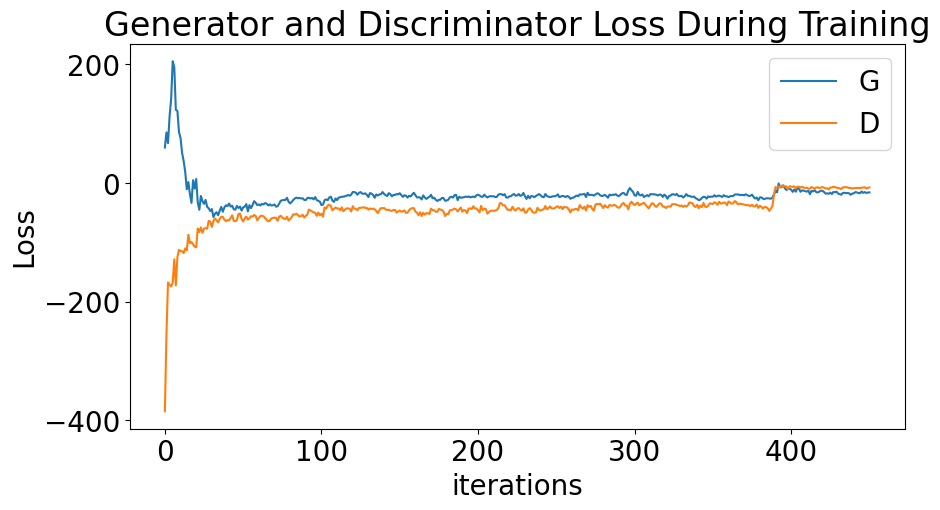 Generator and Discriminator Loss During Training
200
0
−200
−400
Loss
G
D
0 100 200 300 400
iterations